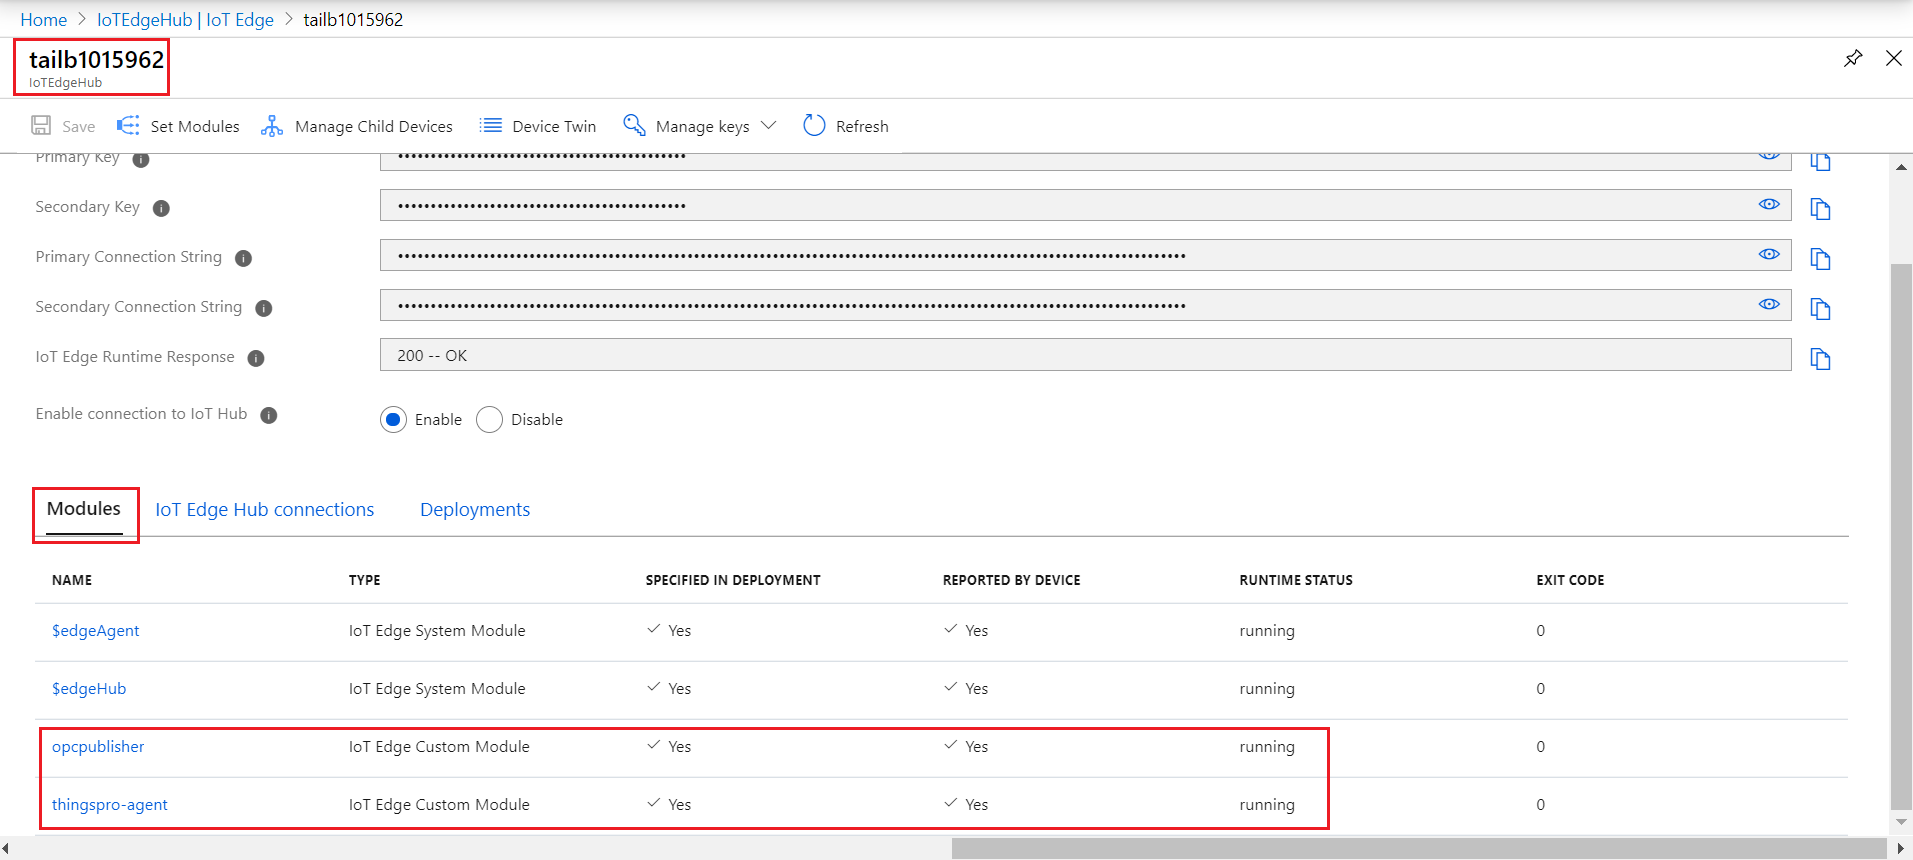 Home > IoTEdgeHub | IoT Edge > tailb1015962
tailb1015962
IoTEdgeHub
Save Set Modules Manage Child Devices Device Twin Manage keys Refresh
Primary Key
Secondary Key
Primary Connection String
Secondary Connection String
IoT Edge Runtime Response 200 -- OK
Enable connection to IoT Hub Enable Disable
Modules IoT Edge Hub connections Deployments
NAME TYPE SPECIFIED IN DEPLOYMENT REPORTED BY DEVICE RUNTIME STATUS EXIT CODE
$edgeAgent IoT Edge System Module Yes Yes running 0
$edgeHub IoT Edge System Module Yes Yes running 0
opcpublisher IoT Edge Custom Module Yes Yes running 0
thingspro-agent IoT Edge Custom Module Yes Yes running 0